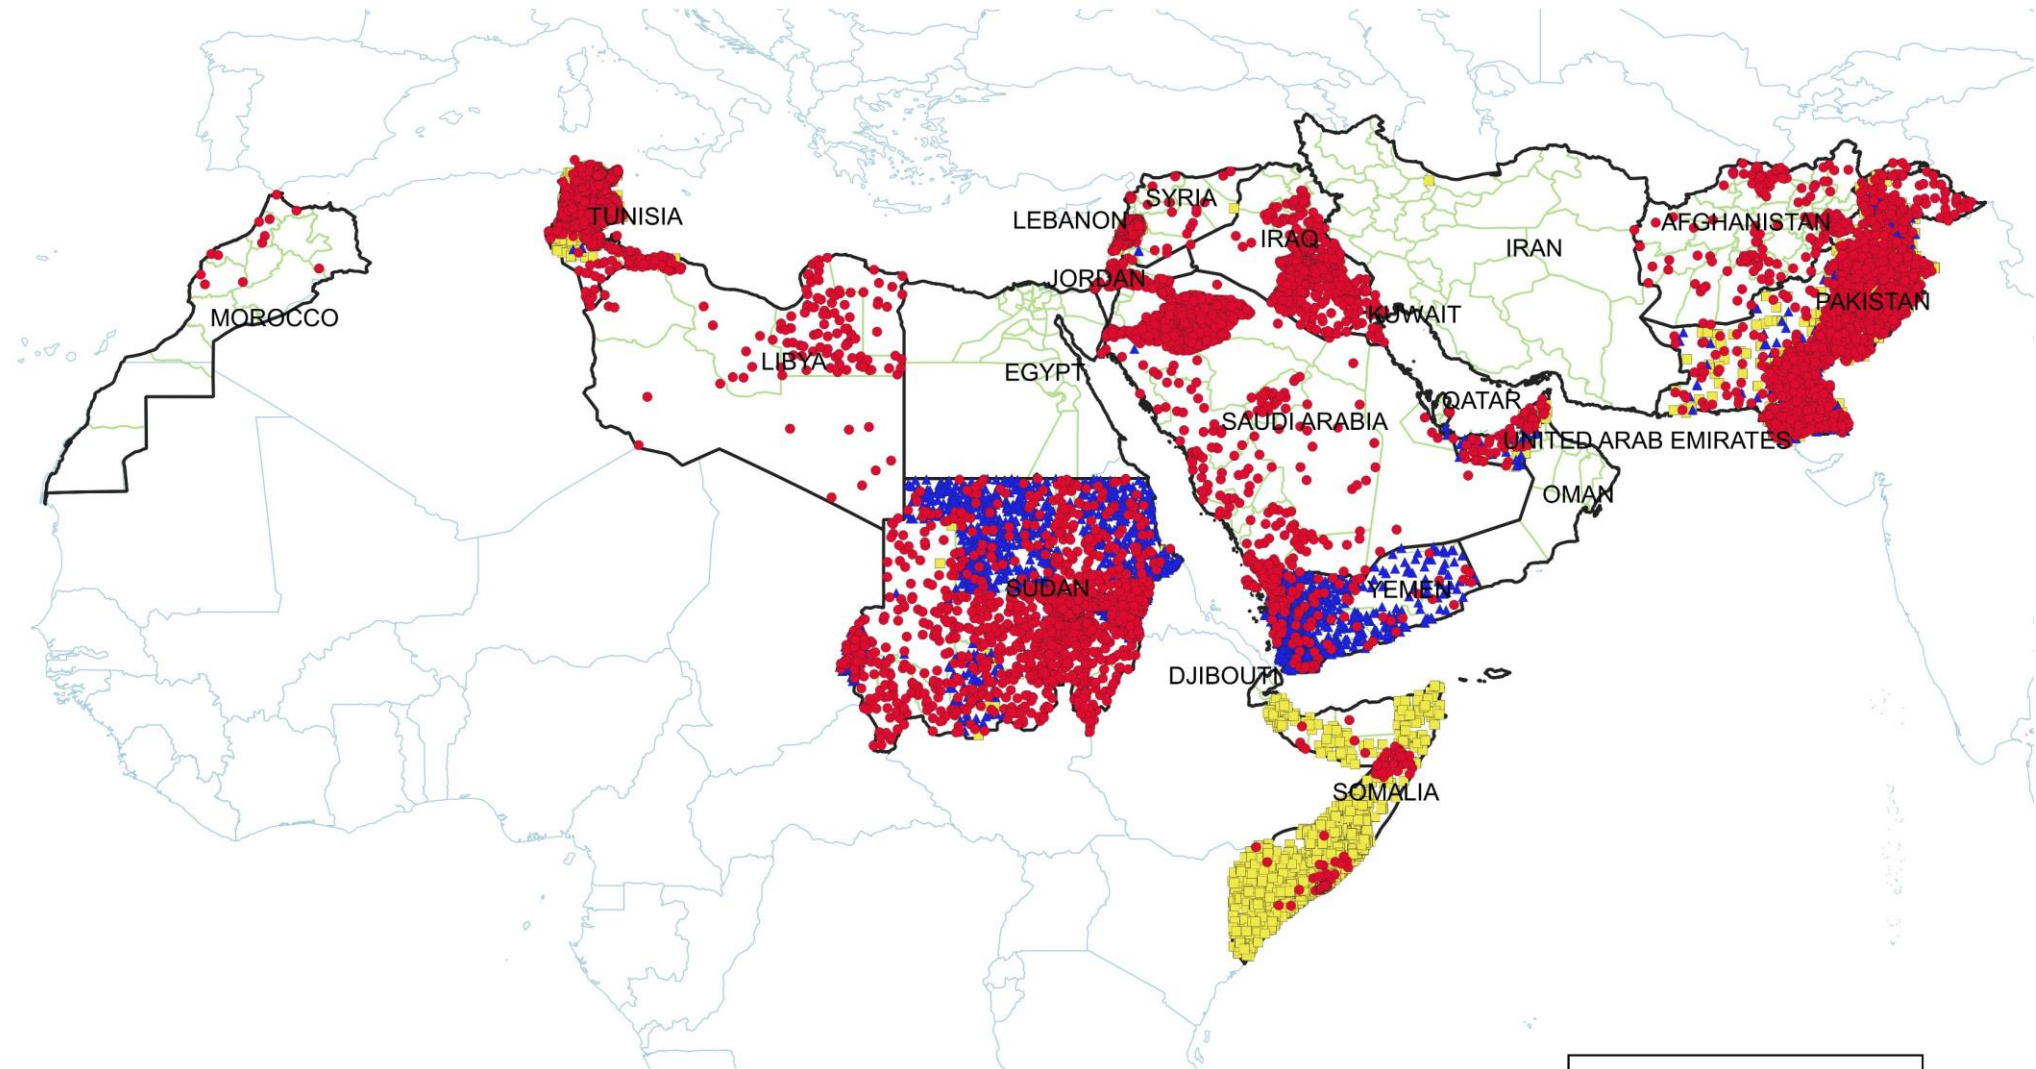 SYRIA
TUNISIA
LEBANON
AFGHANISTAN
IRAQ
IRAN
JORDAN
PAKISTAN
MOROCCO
KUWAIT
LIBYA
EGYPT
QATAR
SAUDI ARABIA
UNITED ARAB EMIRATES
OMAN
SUDAN
YEMEN
DJIBOUTI
SOMALIA